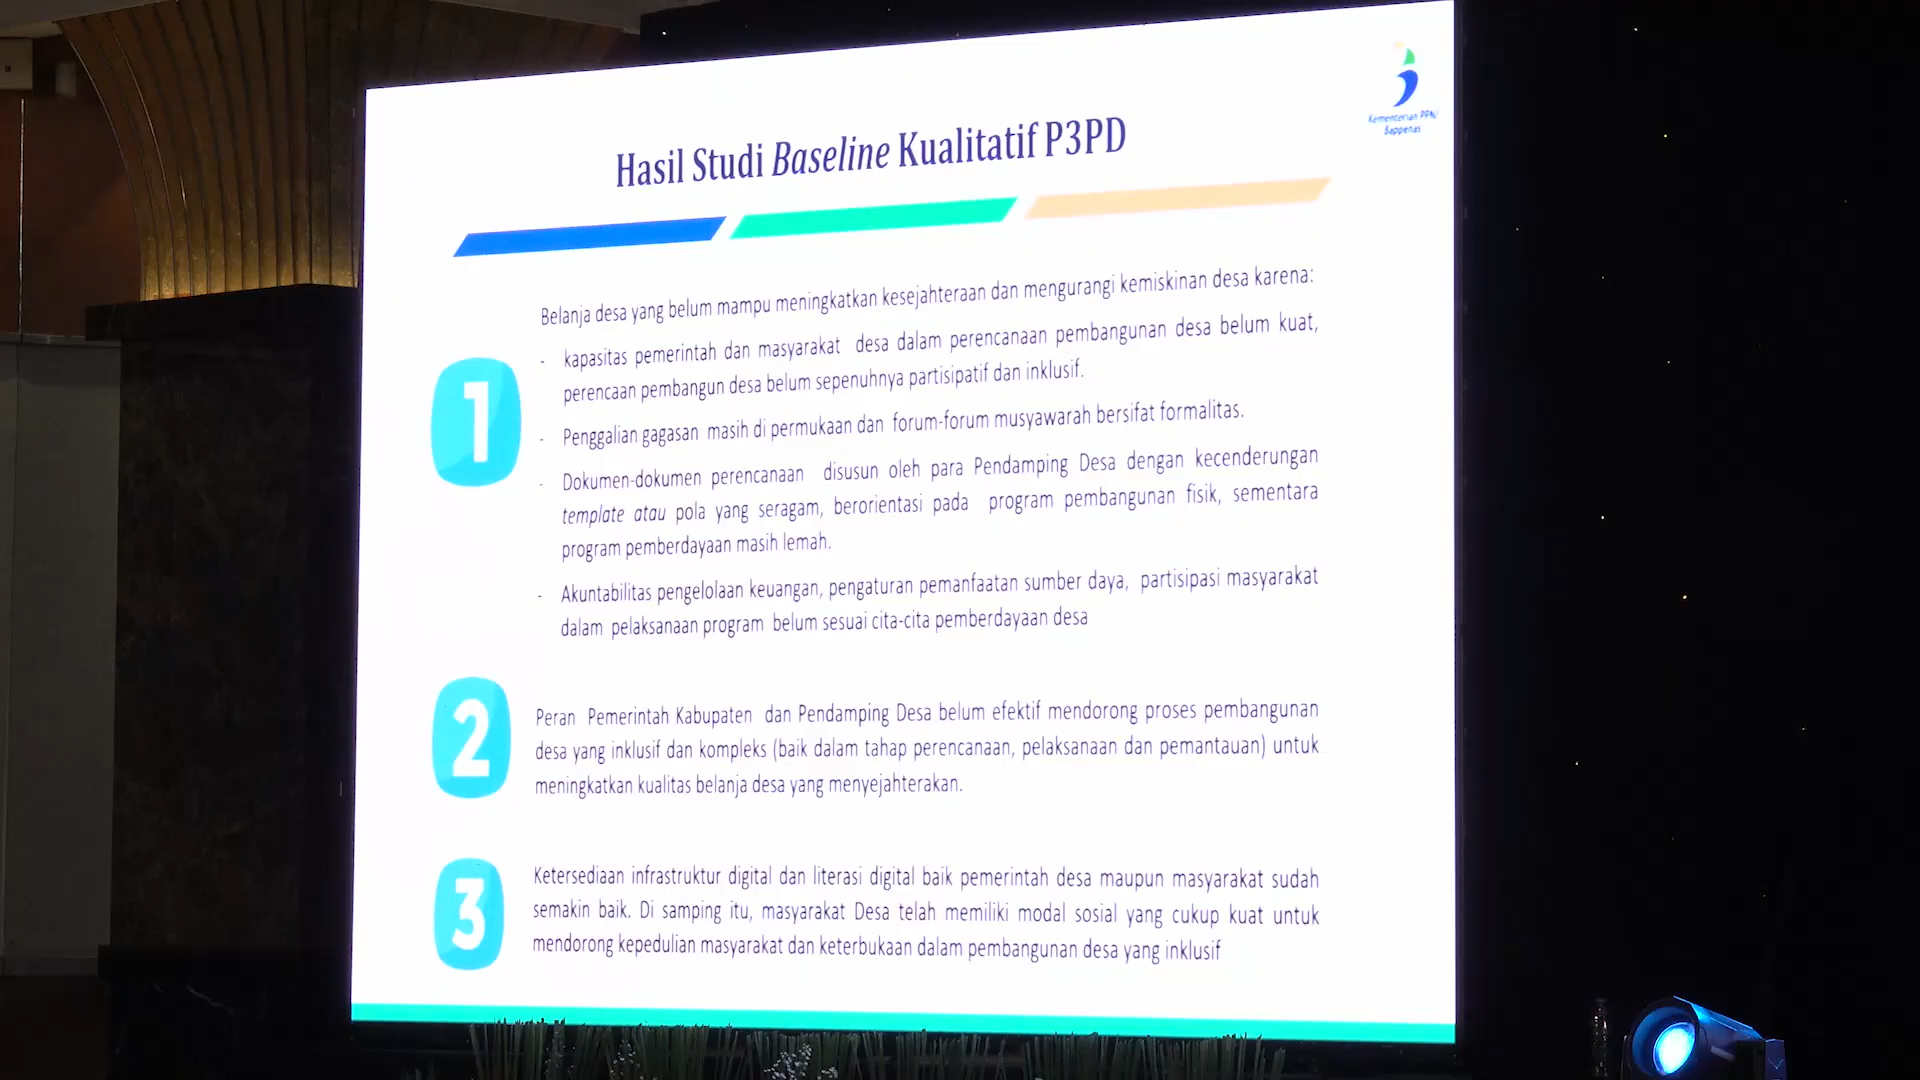 Kementerian PPN/
Bappenas
Hasil Studi Baseline Kualitatif P3PD
1
Belanja desa yang belum mampu meningkatkan kesejahteraan dan mengurangi kemiskinan desa karena:
- kapasitas pemerintah dan masyarakat desa dalam perencanaan pembangunan desa belum kuat,
perencaan pembangun desa belum sepenuhnya partisipatif dan inklusif.
- Penggalian gagasan masih di permukaan dan forum-forum musyawarah bersifat formalitas.
- Dokumen-dokumen perencanaan disusun oleh para Pendamping Desa dengan kecenderungan
template atau pola yang seragam, berorientasi pada program pembangunan fisik, sementara
program pemberdayaan masih lemah.
- Akuntabilitas pengelolaan keuangan, pengaturan pemanfaatan sumber daya, partisipasi masyarakat
dalam pelaksanaan program belum sesuai cita-cita pemberdayaan desa
2
Peran Pemerintah Kabupaten dan Pendamping Desa belum efektif mendorong proses pembangunan
desa yang inklusif dan kompleks (baik dalam tahap perencanaan, pelaksanaan dan pemantauan) untuk
meningkatkan kualitas belanja desa yang menyejahterakan.
3
Ketersediaan infrastruktur digital dan literasi digital baik pemerintah desa maupun masyarakat sudah
semakin baik. Di samping itu, masyarakat Desa telah memiliki modal sosial yang cukup kuat untuk
mendorong kepedulian masyarakat dan keterbukaan dalam pembangunan desa yang inklusif